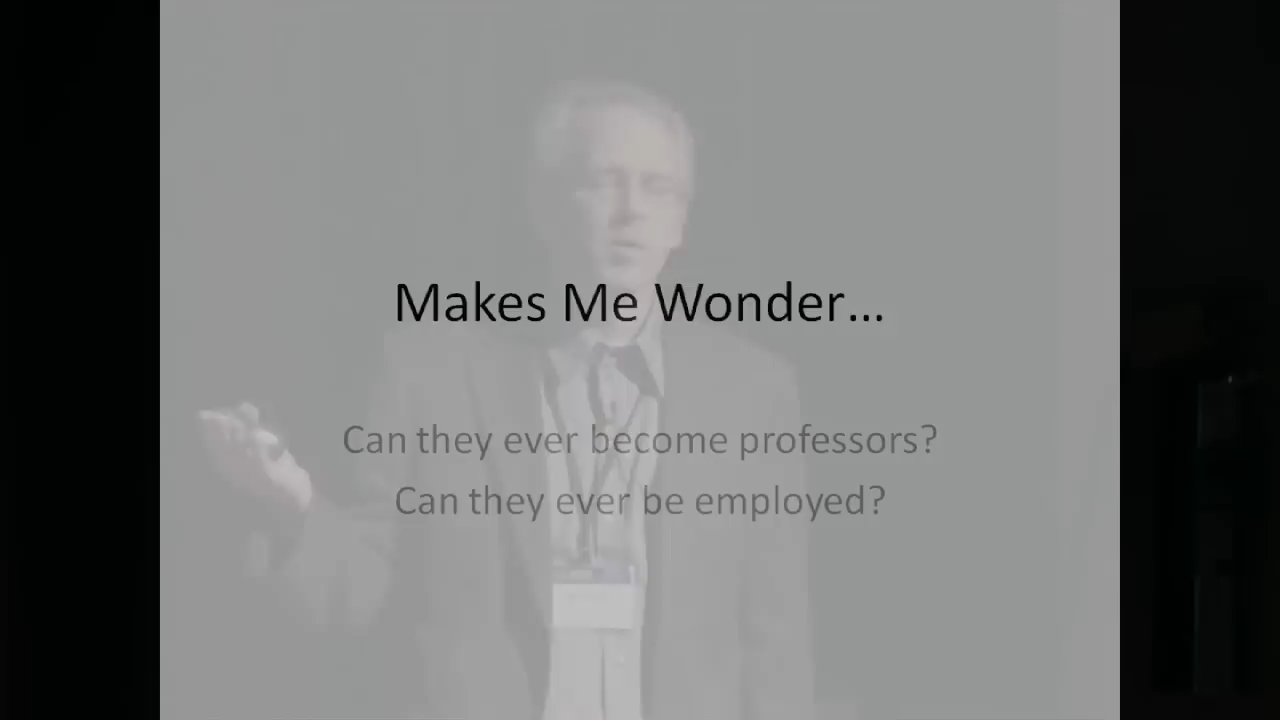 Makes Me Wonder...
Can they ever become professors?
Can they ever be employed?